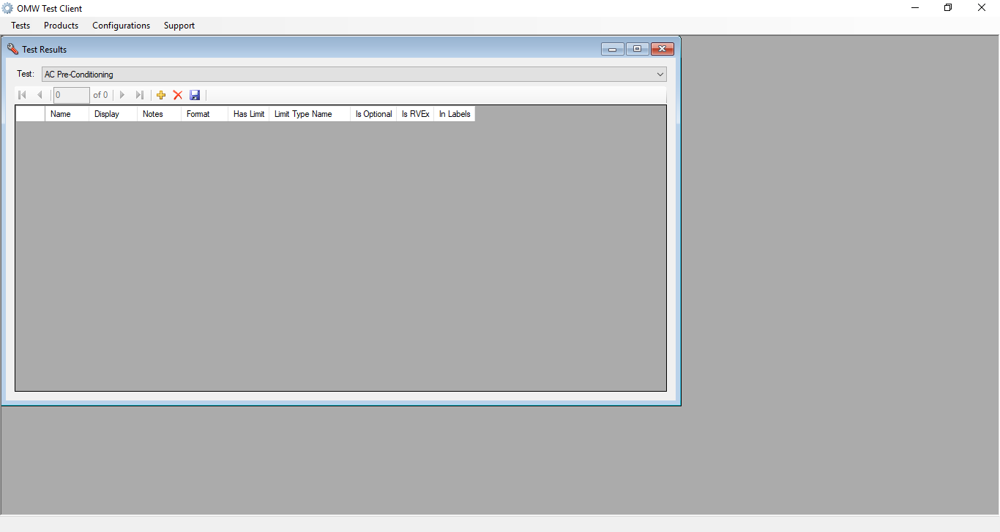 OMW Test Client
Tests Products Configurations Support
Test Results
Test: AC Pre-Conditioning
0 of 0
Name Display Notes Format Has Limit Limit Type Name Is Optional Is RVEx In Labels